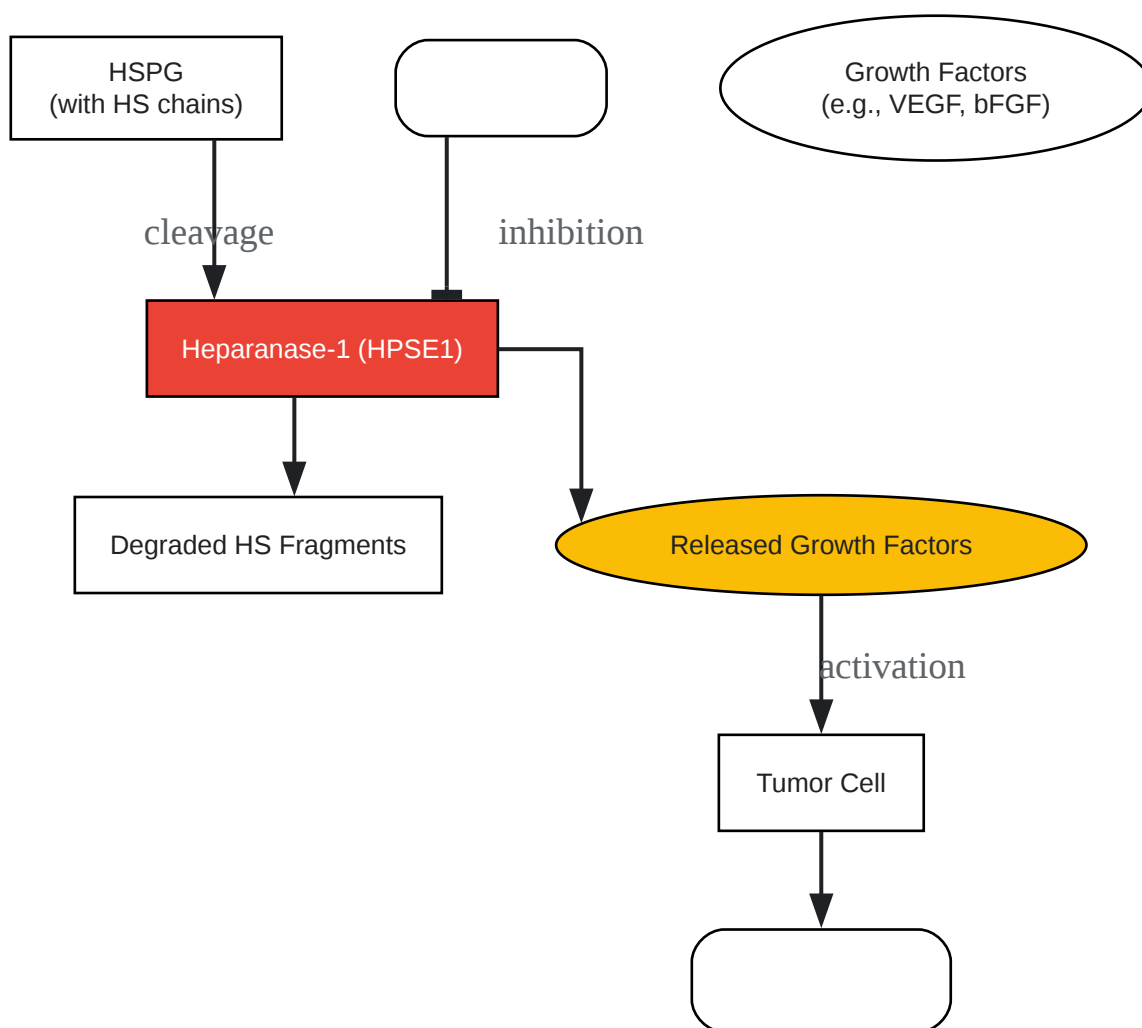 HSPG
(with HS chains)
Growth Factors
(e.g., VEGF, bFGF)
cleavage
inhibition
Heparanase-1 (HPSE1)
Degraded HS Fragments
Released Growth Factors
activation
Tumor Cell